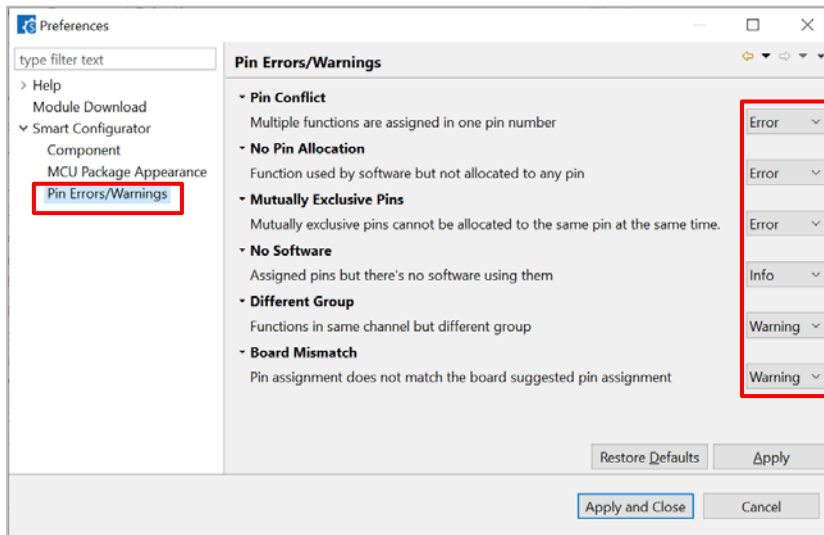 Preferences
type filter text
Help
Module Download
Smart Configurator
Component
MCU Package Appearance
Pin Errors/Warnings
Pin Errors/Warnings
Pin Conflict
Multiple functions are assigned in one pin number
Error
No Pin Allocation
Function used by software but not allocated to any pin
Error
Mutually Exclusive Pins
Mutually exclusive pins cannot be allocated to the same pin at the same time.
Error
No Software
Assigned pins but there's no software using them
Info
Different Group
Functions in same channel but different group
Warning
Board Mismatch
Pin assignment does not match the board suggested pin assignment
Warning
Restore Defaults
Apply
Apply and Close
Cancel